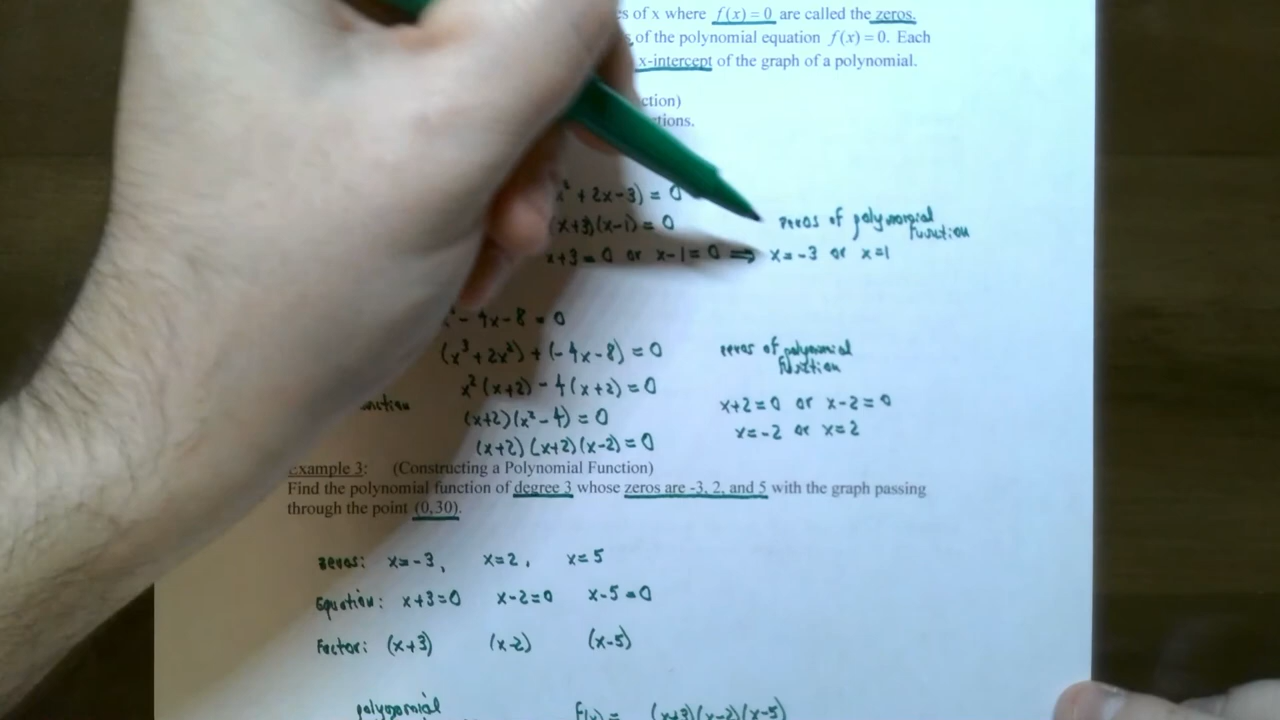 es of x where f(x) = 0 are called the zeros.
of the polynomial equation f(x) = 0. Each
x-intercept of the graph of a polynomial.
ction)
ctions.
x² + 2x-3) = 0
(x+3)(x-1) = 0
zeros of polynomial function
x+3=0 or x-1=0 ⇒ x=-3 or x=1
- 4x-8=0
(x³+2x²)+(-4x-8)=0
zeros of polynomial function
x²(x+2)-4(x+2)=0
nction
(x+2)(x²-4)=0
x+2=0 or x-2=0
(x+2)(x+2)(x-2)=0
x=-2 or x=2
Example 3: (Constructing a Polynomial Function)
Find the polynomial function of degree 3 whose zeros are -3, 2, and 5 with the graph passing
through the point (0,30).
zeros: x=-3, x=2, x=5
Equation: x+3=0 x-2=0 x-5=0
Factor: (x+3) (x-2) (x-5)
polynomial f(x) = (x+3)(x-2)(x-5)